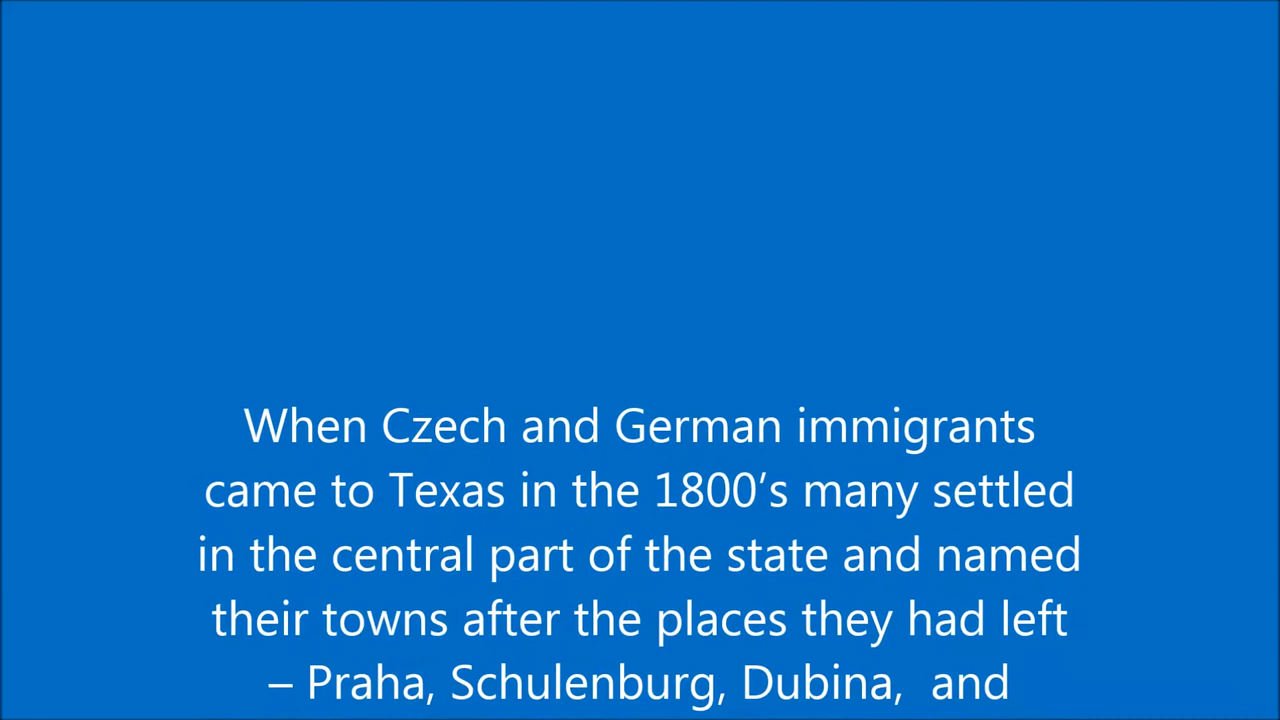 When Czech and German immigrants
came to Texas in the 1800’s many settled
in the central part of the state and named
their towns after the places they had left
– Praha, Schulenburg, Dubina,  and